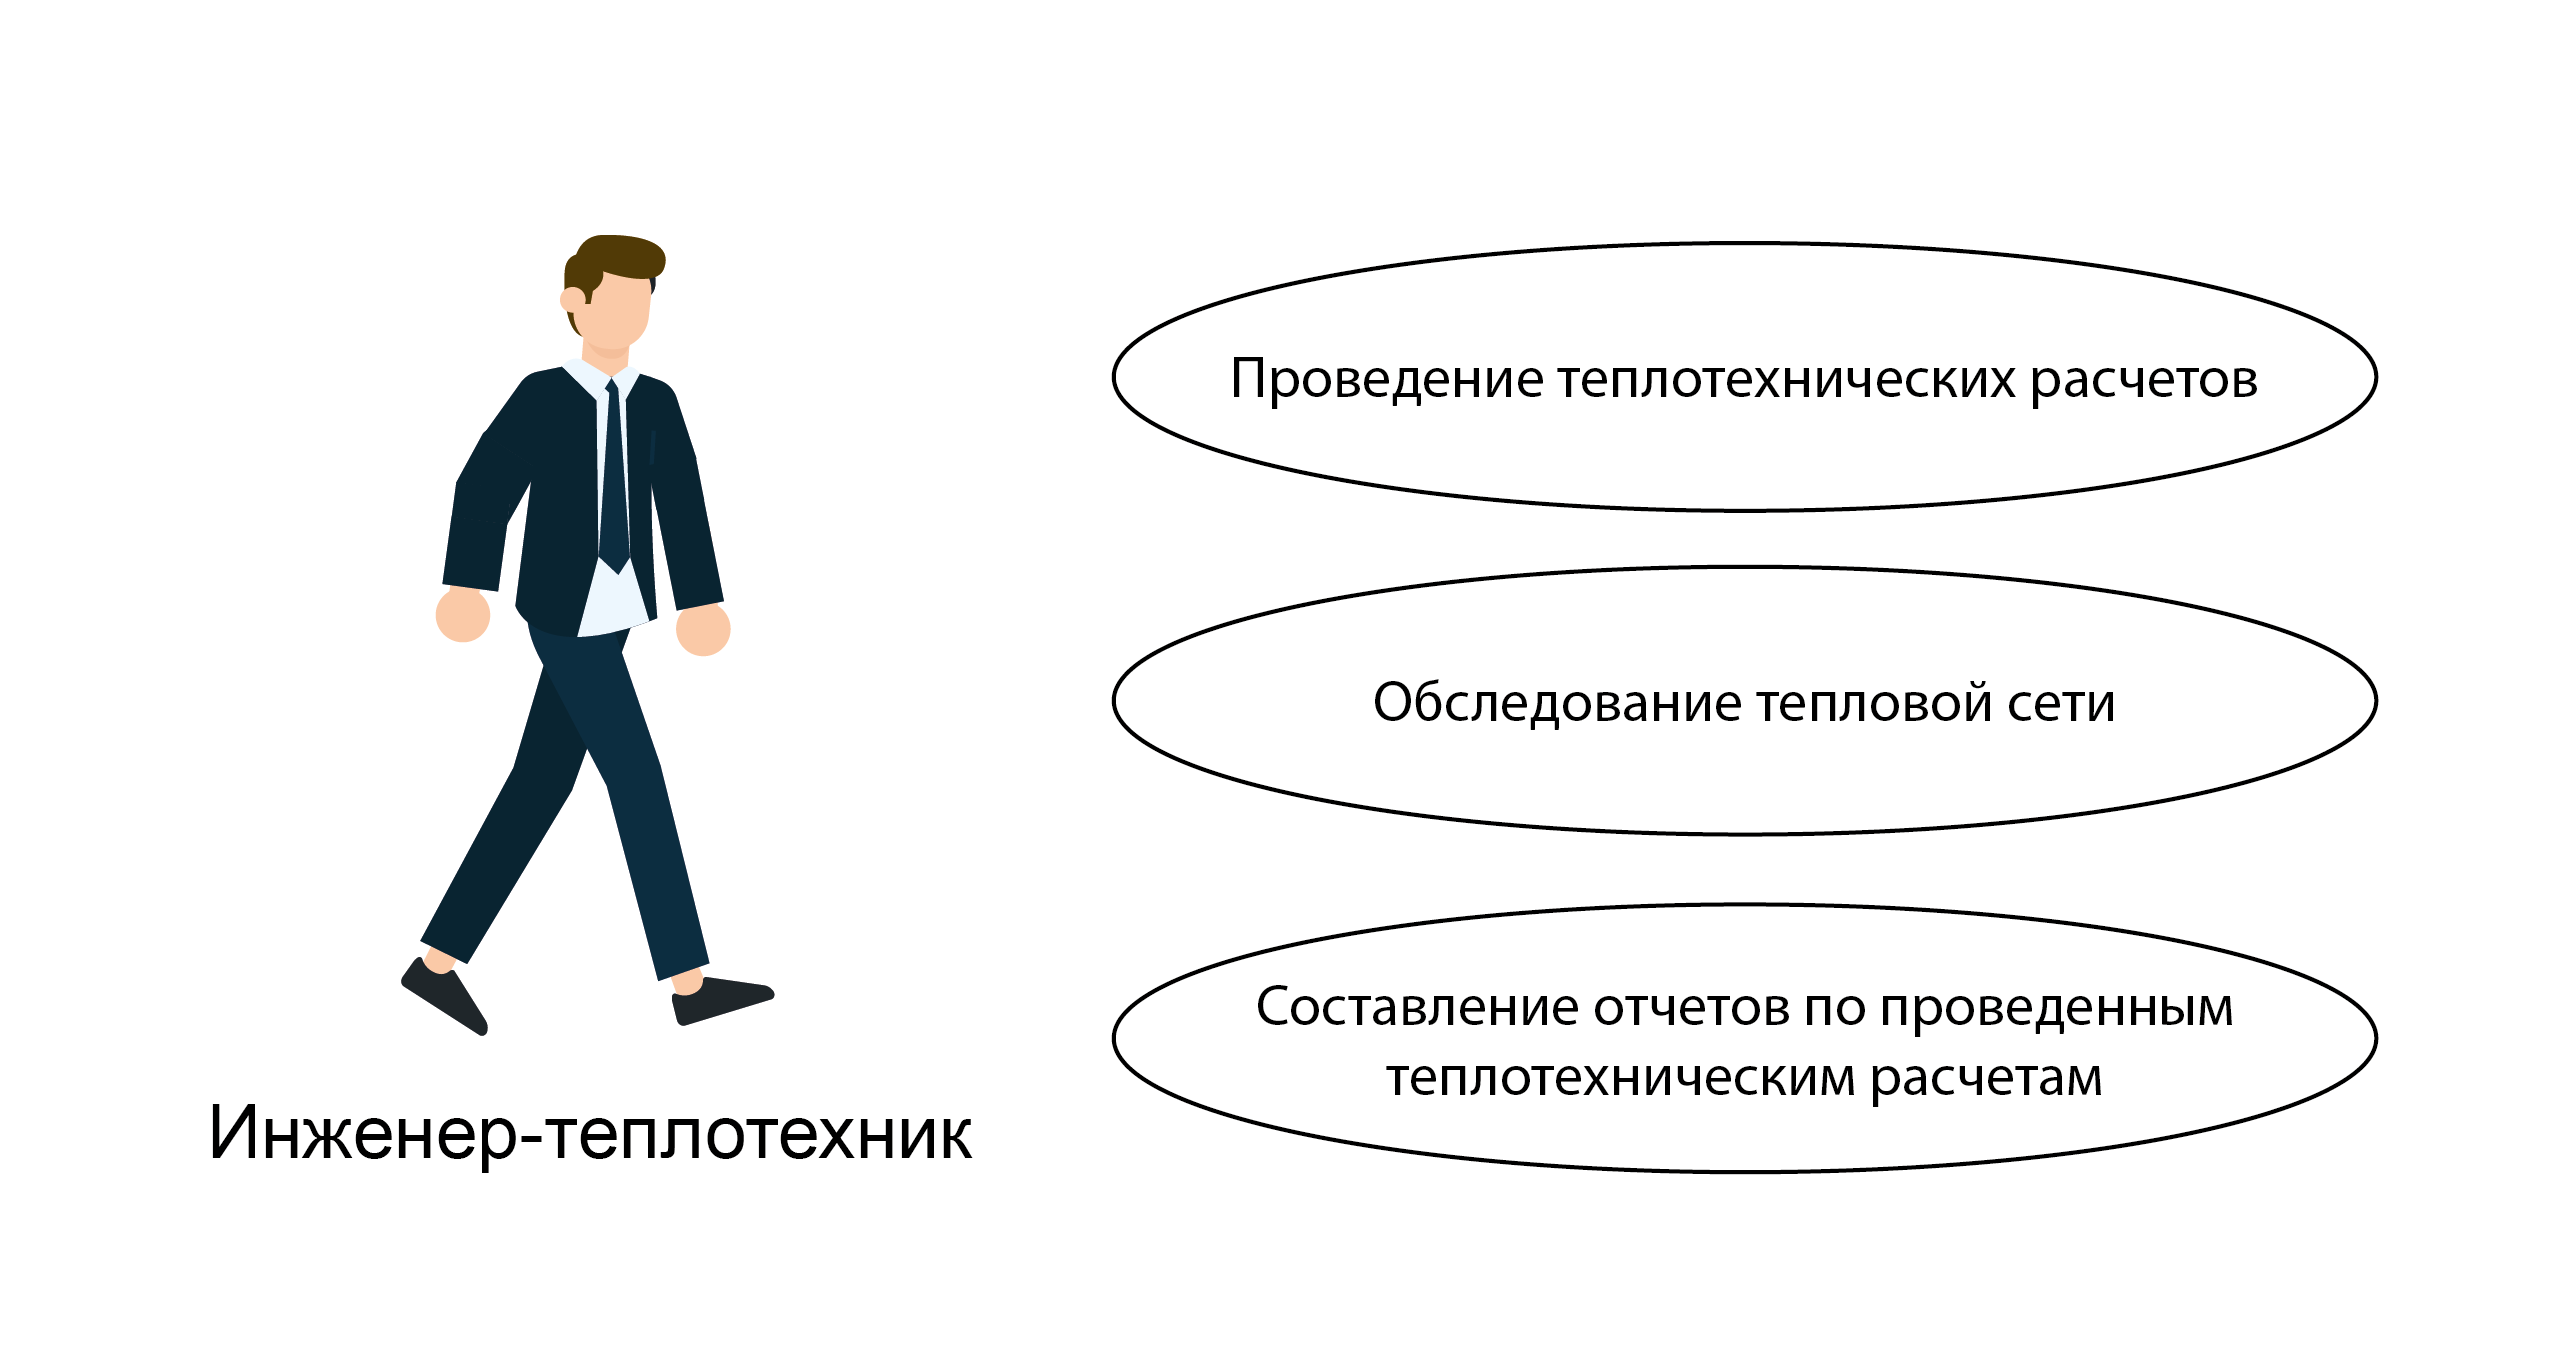 Проведение теплотехнических расчетов
Обследование тепловой сети
Составление отчетов по проведенным
теплотехническим расчетам
Инженер-теплотехник